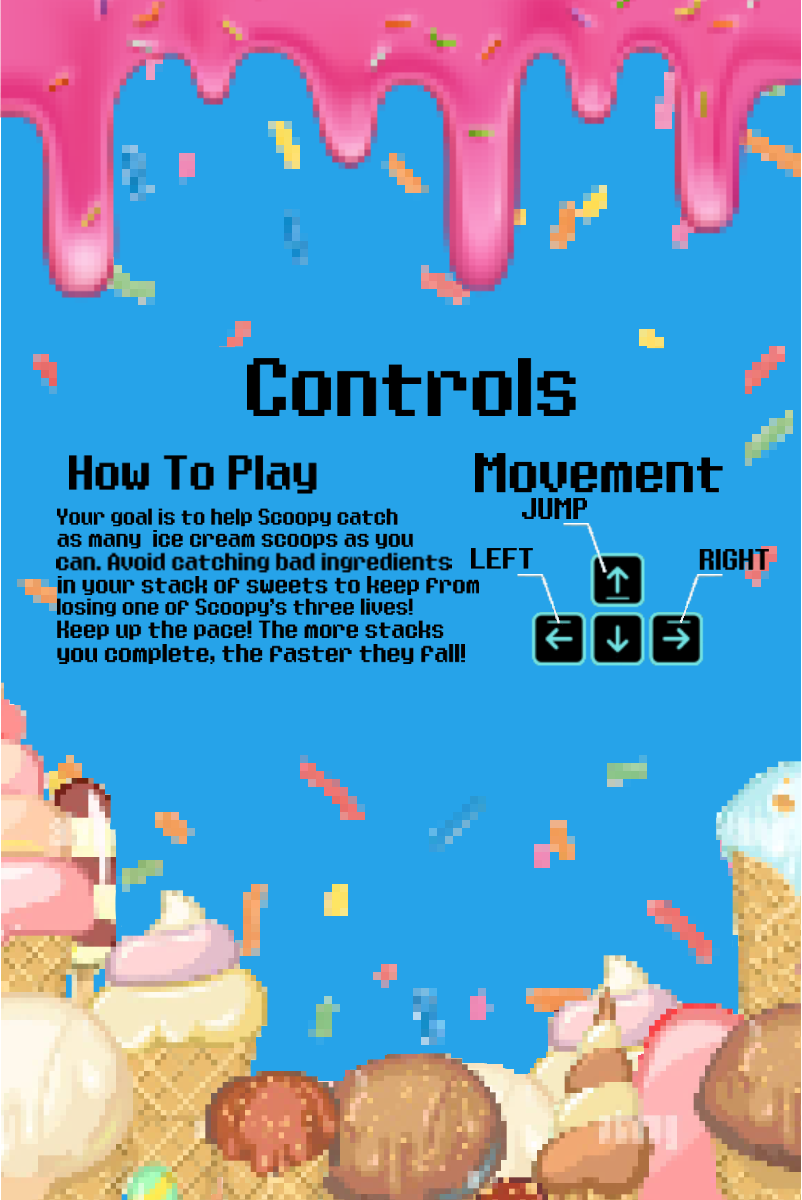 Controls
How To Play
Your goal is to help Scoopy catch
as many ice cream scoops as you
can. Avoid catching bad ingredients
in your stack of sweets to keep from
losing one of Scoopy's three lives!
Keep up the pace! The more stacks
you complete, the faster they fall!
Movement
JUMP
LEFT
RIGHT
↑
← ↓ →